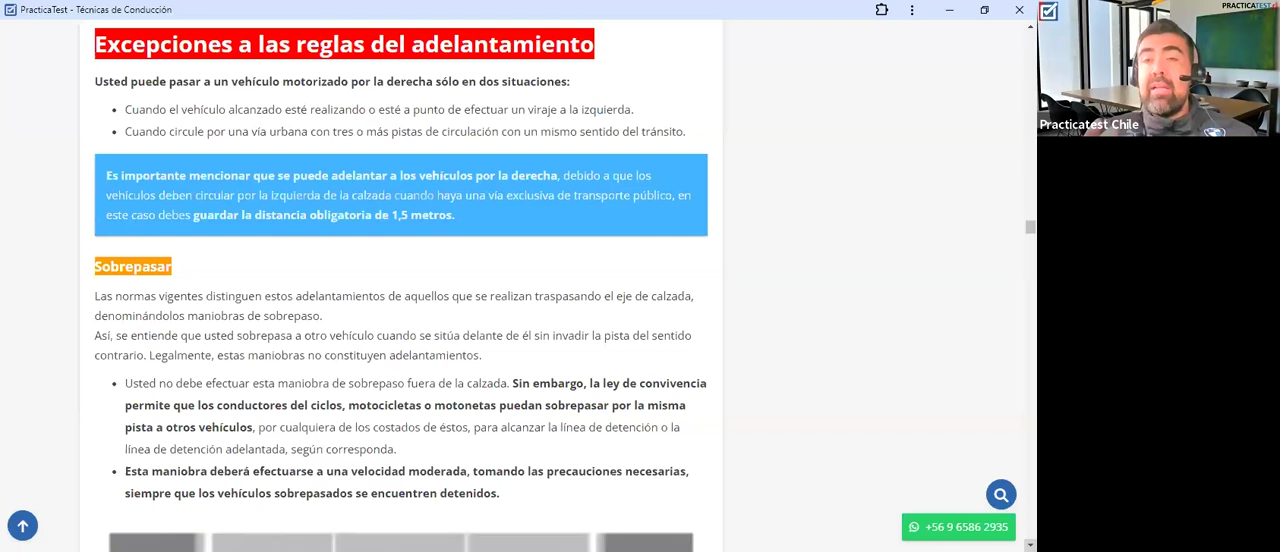 PracticaTest - Técnicas de Conducción
PRACTICATEST
Excepciones a las reglas del adelantamiento
Usted puede pasar a un vehículo motorizado por la derecha sólo en dos situaciones:
• Cuando el vehículo alcanzado esté realizando o esté a punto de efectuar un viraje a la izquierda.
• Cuando circule por una vía urbana con tres o más pistas de circulación con un mismo sentido del tránsito.
Practicatest Chile
Es importante mencionar que se puede adelantar a los vehículos por la derecha, debido a que los
vehículos deben circular por la izquierda de la calzada cuando haya una vía exclusiva de transporte público, en
este caso debes guardar la distancia obligatoria de 1,5 metros.
Sobrepasar
Las normas vigentes distinguen estos adelantamientos de aquellos que se realizan traspasando el eje de calzada,
denominándolos maniobras de sobrepaso.
Así, se entiende que usted sobrepasa a otro vehículo cuando se sitúa delante de él sin invadir la pista del sentido
contrario. Legalmente, estas maniobras no constituyen adelantamientos.
• Usted no debe efectuar esta maniobra de sobrepaso fuera de la calzada. Sin embargo, la ley de convivencia
permite que los conductores del ciclos, motocicletas o motonetas puedan sobrepasar por la misma
pista a otros vehículos, por cualquiera de los costados de éstos, para alcanzar la línea de detención o la
línea de detención adelantada, según corresponda.
• Esta maniobra deberá efectuarse a una velocidad moderada, tomando las precauciones necesarias,
siempre que los vehículos sobrepasados se encuentren detenidos.
+56 9 6586 2935